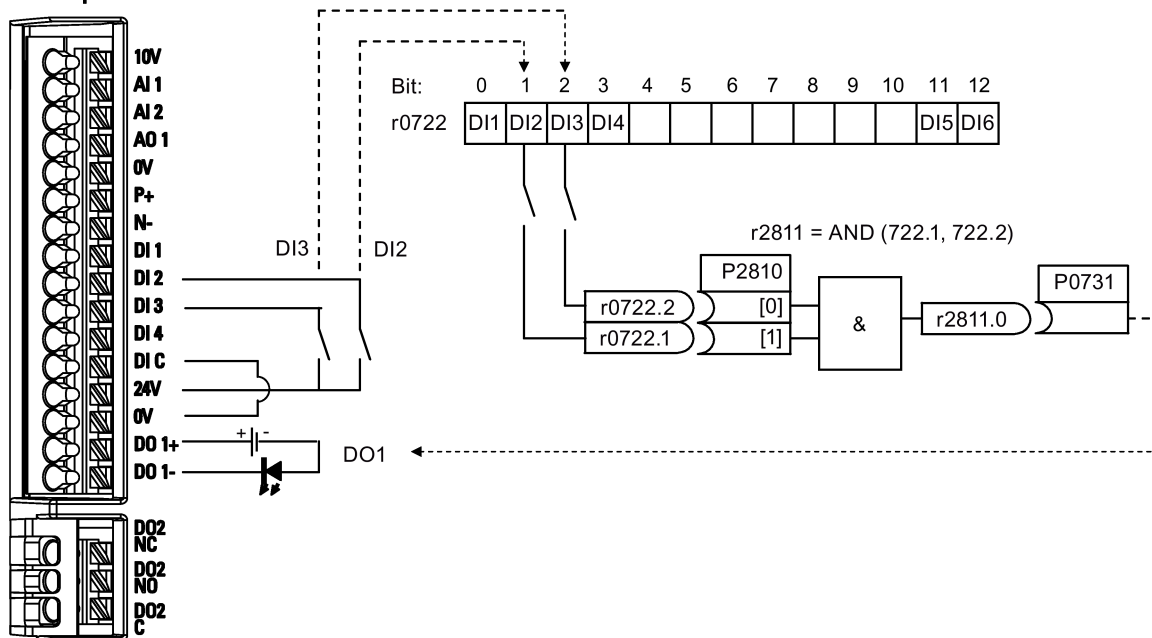 10V
AI 1
AI 2
AO 1
0V
P+
N-
DI 1
DI 2
DI 3
DI 4
DI C
24V
0V
DO 1+
DO 1-
DO2
NC
DO2
NO
DO2
C
DI3 DI2
+ -
DO1
Bit: 0 1 2 3 4 5 6 7 8 9 10 11 12
r0722 DI1 DI2 DI3 DI4 DI5 DI6
r2811 = AND (722.1, 722.2)
P2810
r0722.2 [0]
r0722.1 [1]
&
r2811.0
P0731